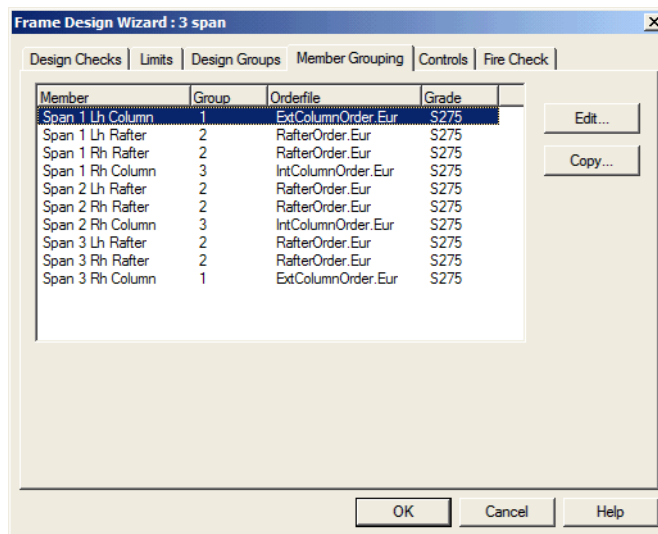 Frame Design Wizard : 3 span
Design Checks Limits Design Groups Member Grouping Controls Fire Check
Member Group Orderfile Grade
Span 1 Lh Column 1 ExtColumnOrder.Eur S275
Span 1 Lh Rafter 2 RafterOrder.Eur S275
Span 1 Rh Rafter 2 RafterOrder.Eur S275
Span 1 Rh Column 3 IntColumnOrder.Eur S275
Span 2 Lh Rafter 2 RafterOrder.Eur S275
Span 2 Rh Rafter 2 RafterOrder.Eur S275
Span 2 Rh Column 3 IntColumnOrder.Eur S275
Span 3 Lh Rafter 2 RafterOrder.Eur S275
Span 3 Rh Rafter 2 RafterOrder.Eur S275
Span 3 Rh Column 1 ExtColumnOrder.Eur S275
Edit...
Copy...
OK Cancel Help